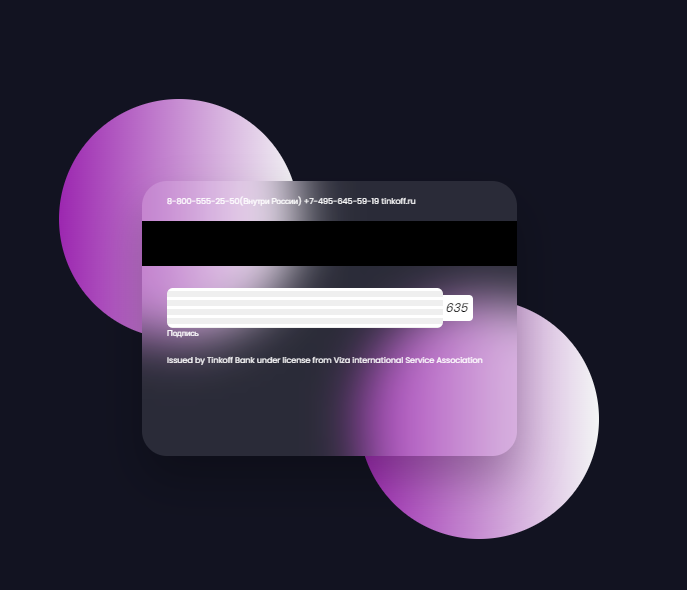 8-800-555-25-50(Внутри России) +7-495-645-59-19 tinkoff.ru
635
Подпись
Issued by Tinkoff Bank under license from Viza international Service Association